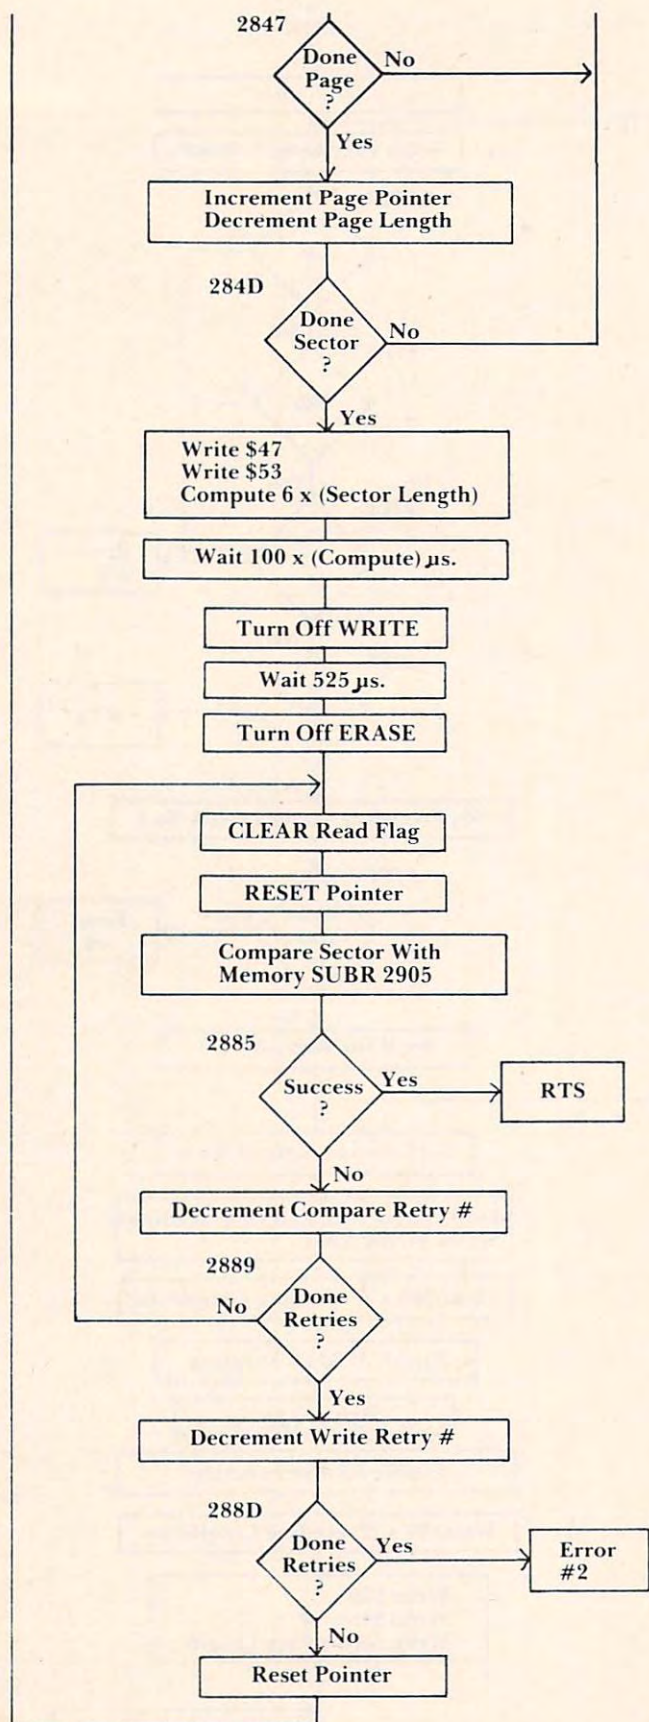 2847
Done
Page
?
No
Yes
Increment Page Pointer
Decrement Page Length
284D
Done
Sector
?
No
Yes
Write $47
Write $53
Compute 6 x (Sector Length)
Wait 100 x (Compute) µs.
Turn Off WRITE
Wait 525 µs.
Turn Off ERASE
CLEAR Read Flag
RESET Pointer
Compare Sector With
Memory SUBR 2905
2885
Success
?
Yes
RTS
No
Decrement Compare Retry #
2889
Done
Retries
?
No
Yes
Decrement Write Retry #
288D
Done
Retries
?
Yes
Error
#2
No
Reset Pointer